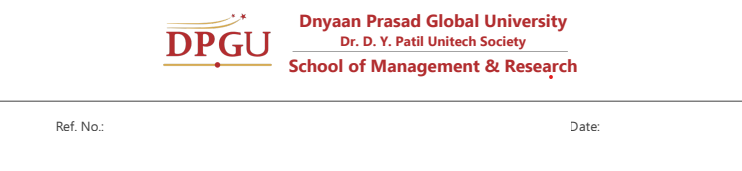 DPGU
Dnyaan Prasad Global University
Dr. D. Y. Patil Unitech Society
School of Management & Research
Ref. No.: Date: